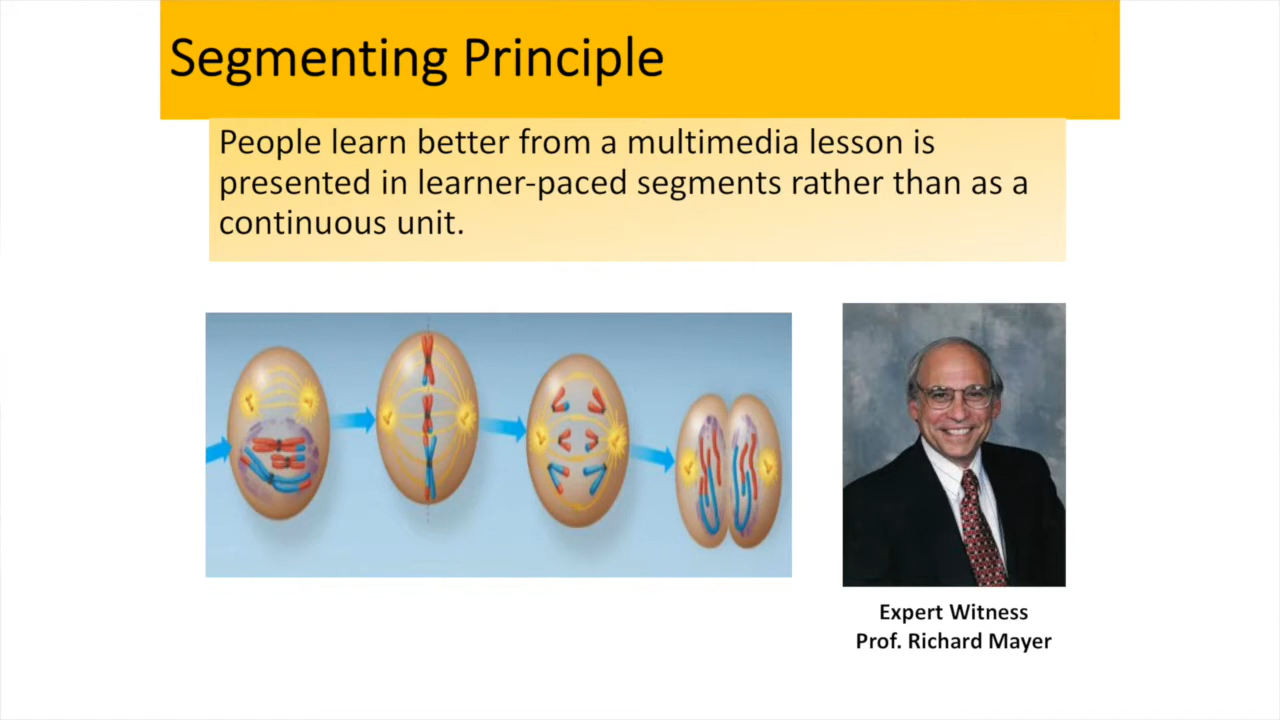 Segmenting Principle
People learn better from a multimedia lesson is
presented in learner-paced segments rather than as a
continuous unit.
Expert Witness
Prof. Richard Mayer